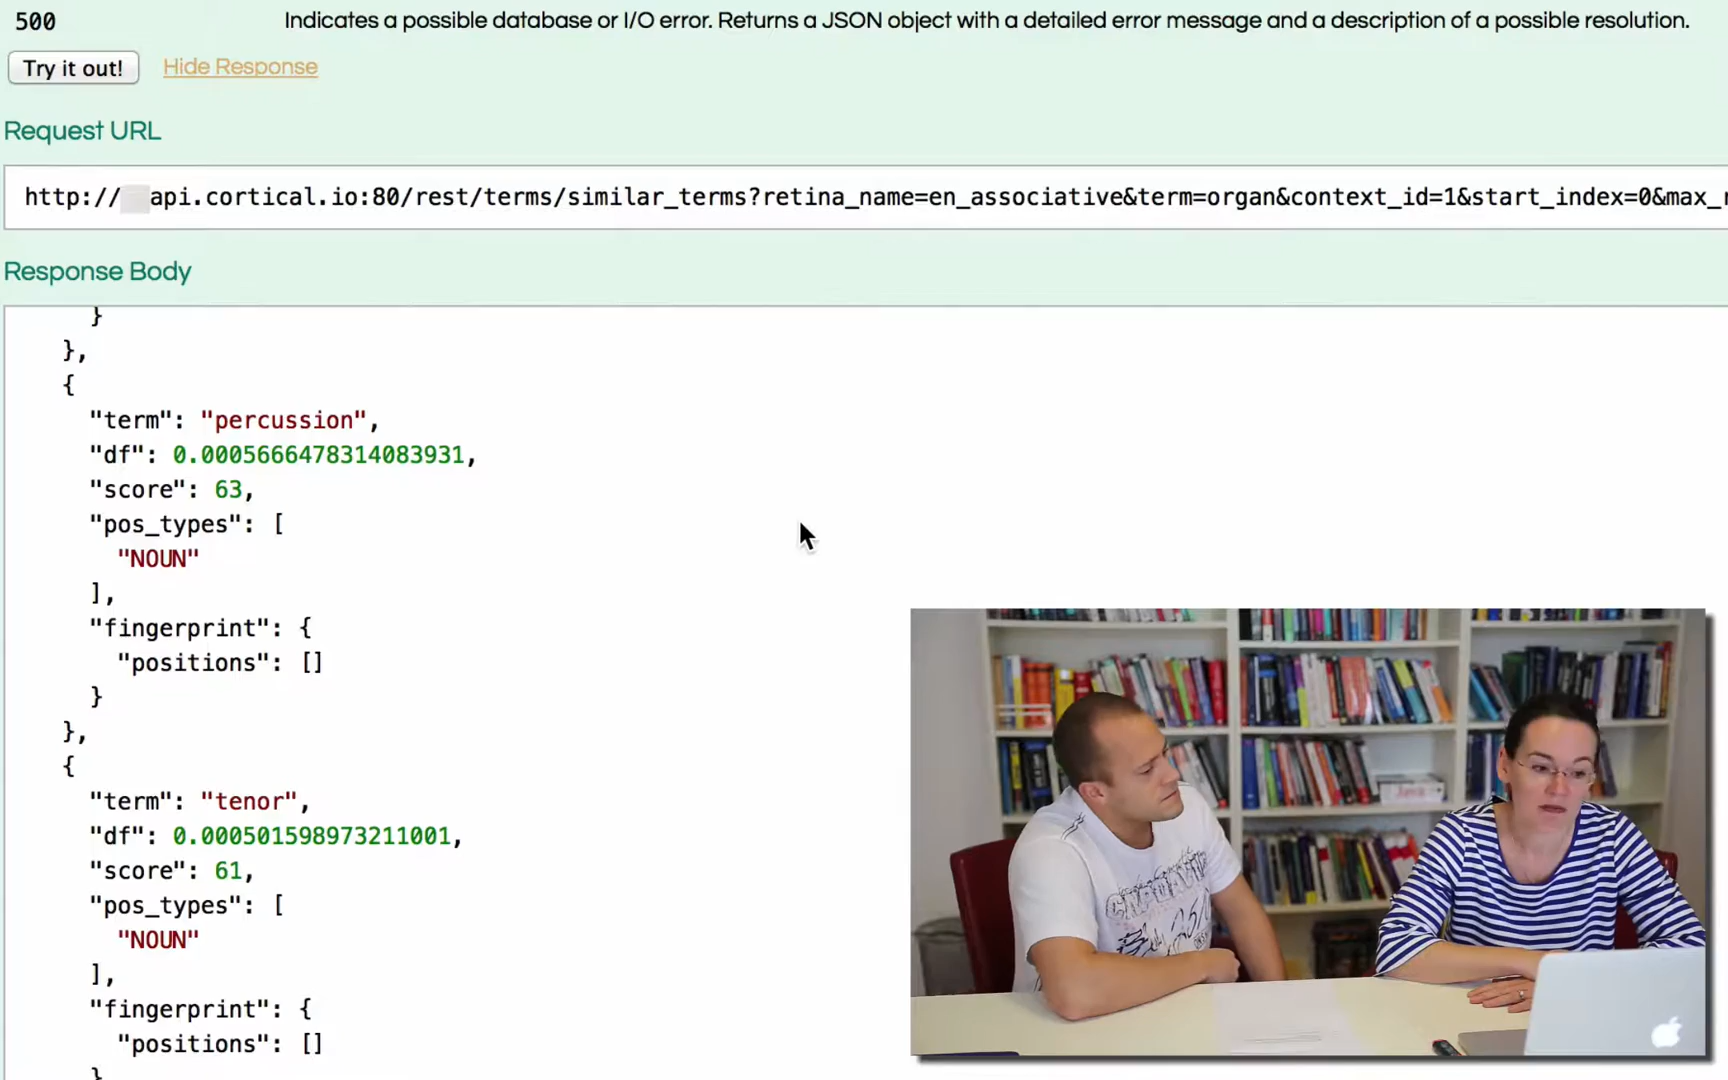 500 Indicates a possible database or I/O error. Returns a JSON object with a detailed error message and a description of a possible resolution.
Try it out! Hide Response
Request URL
http://api.cortical.io:80/rest/terms/similar_terms?retina_name=en_associative&term=organ&context_id=1&start_index=0&max_
Response Body
}
},
{
"term": "percussion",
"df": 0.0005666478314083931,
"score": 63,
"pos_types": [
"NOUN"
],
"fingerprint": {
"positions": []
}
},
{
"term": "tenor",
"df": 0.000501598973211001,
"score": 61,
"pos_types": [
"NOUN"
],
"fingerprint": {
"positions": []
}